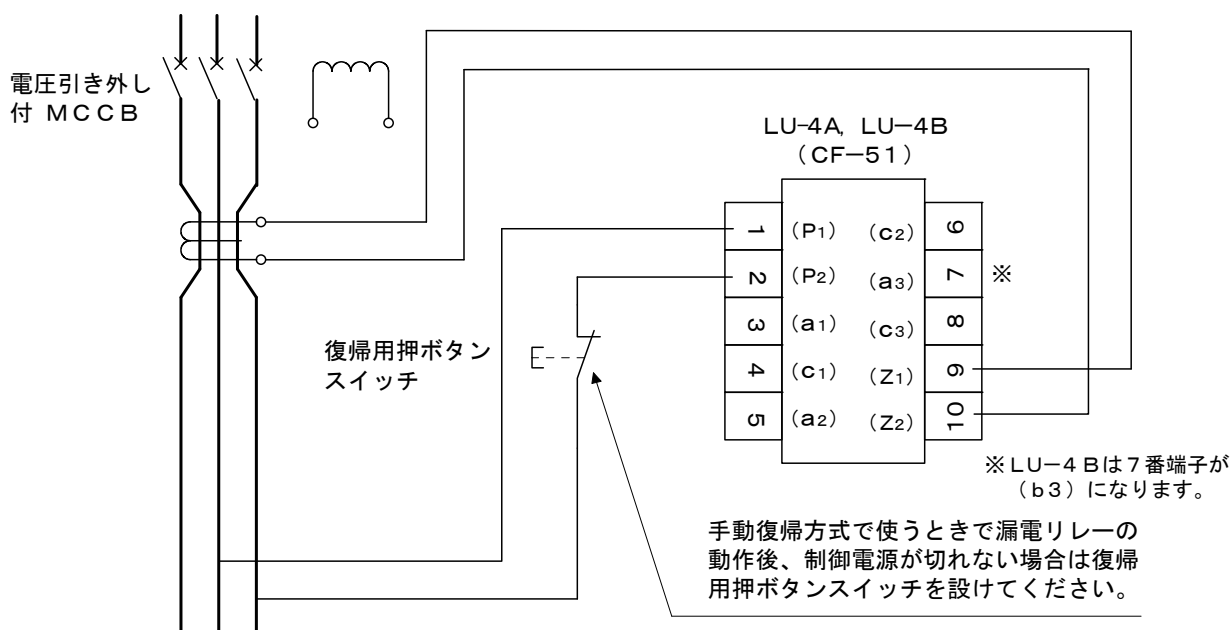 電圧引き外し
付 MCCB
LU-4A, LU-4B
(CF-51)
1 (P1) (c2) 6
2 (P2) (a3) 7 ※
3 (a1) (c3) 8
4 (c1) (Z1) 9
5 (a2) (Z2) 10
復帰用押ボタン
スイッチ
※LU-4Bは7番端子が
(b3)になります。
手動復帰方式で使うときで漏電リレーの
動作後、制御電源が切れない場合は復帰
用押ボタンスイッチを設けてください。